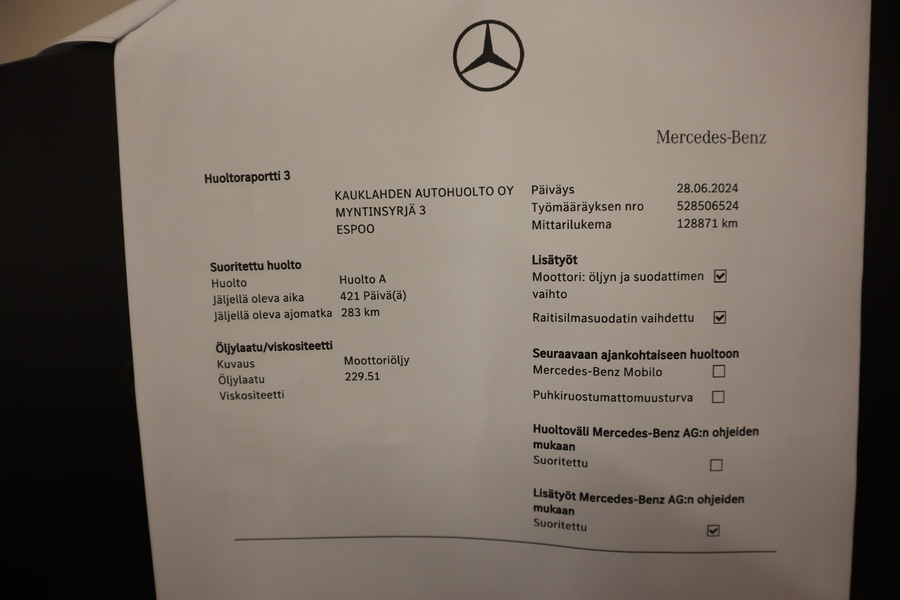 Mercedes-Benz
Huoltoraportti 3
KAUKLAHDEN AUTOHUOLTO OY
MYNTINSYRJÄ 3
ESPOO
Päiväys 28.06.2024
Työmääräyksen nro 528506524
Mittarilukema 128871 km
Suoritettu huolto
Huolto Huolto A
Jäljellä oleva aika 421 Päivä(ä)
Jäljellä oleva ajomatka 283 km
Öljylaatu/viskositeetti
Kuvaus Moottoriöljy
Öljylaatu 229.51
Viskositeetti
Lisätyöt
Moottori: öljyn ja suodattimen
vaihto
Raitisilmasuodatin vaihdettu
Seuraavaan ajankohtaiseen huoltoon
Mercedes-Benz Mobilo
Puhkiruostumattomuusturva
Huoltoväli Mercedes-Benz AG:n ohjeiden
mukaan
Suoritettu
Lisätyöt Mercedes-Benz AG:n ohjeiden
mukaan
Suoritettu